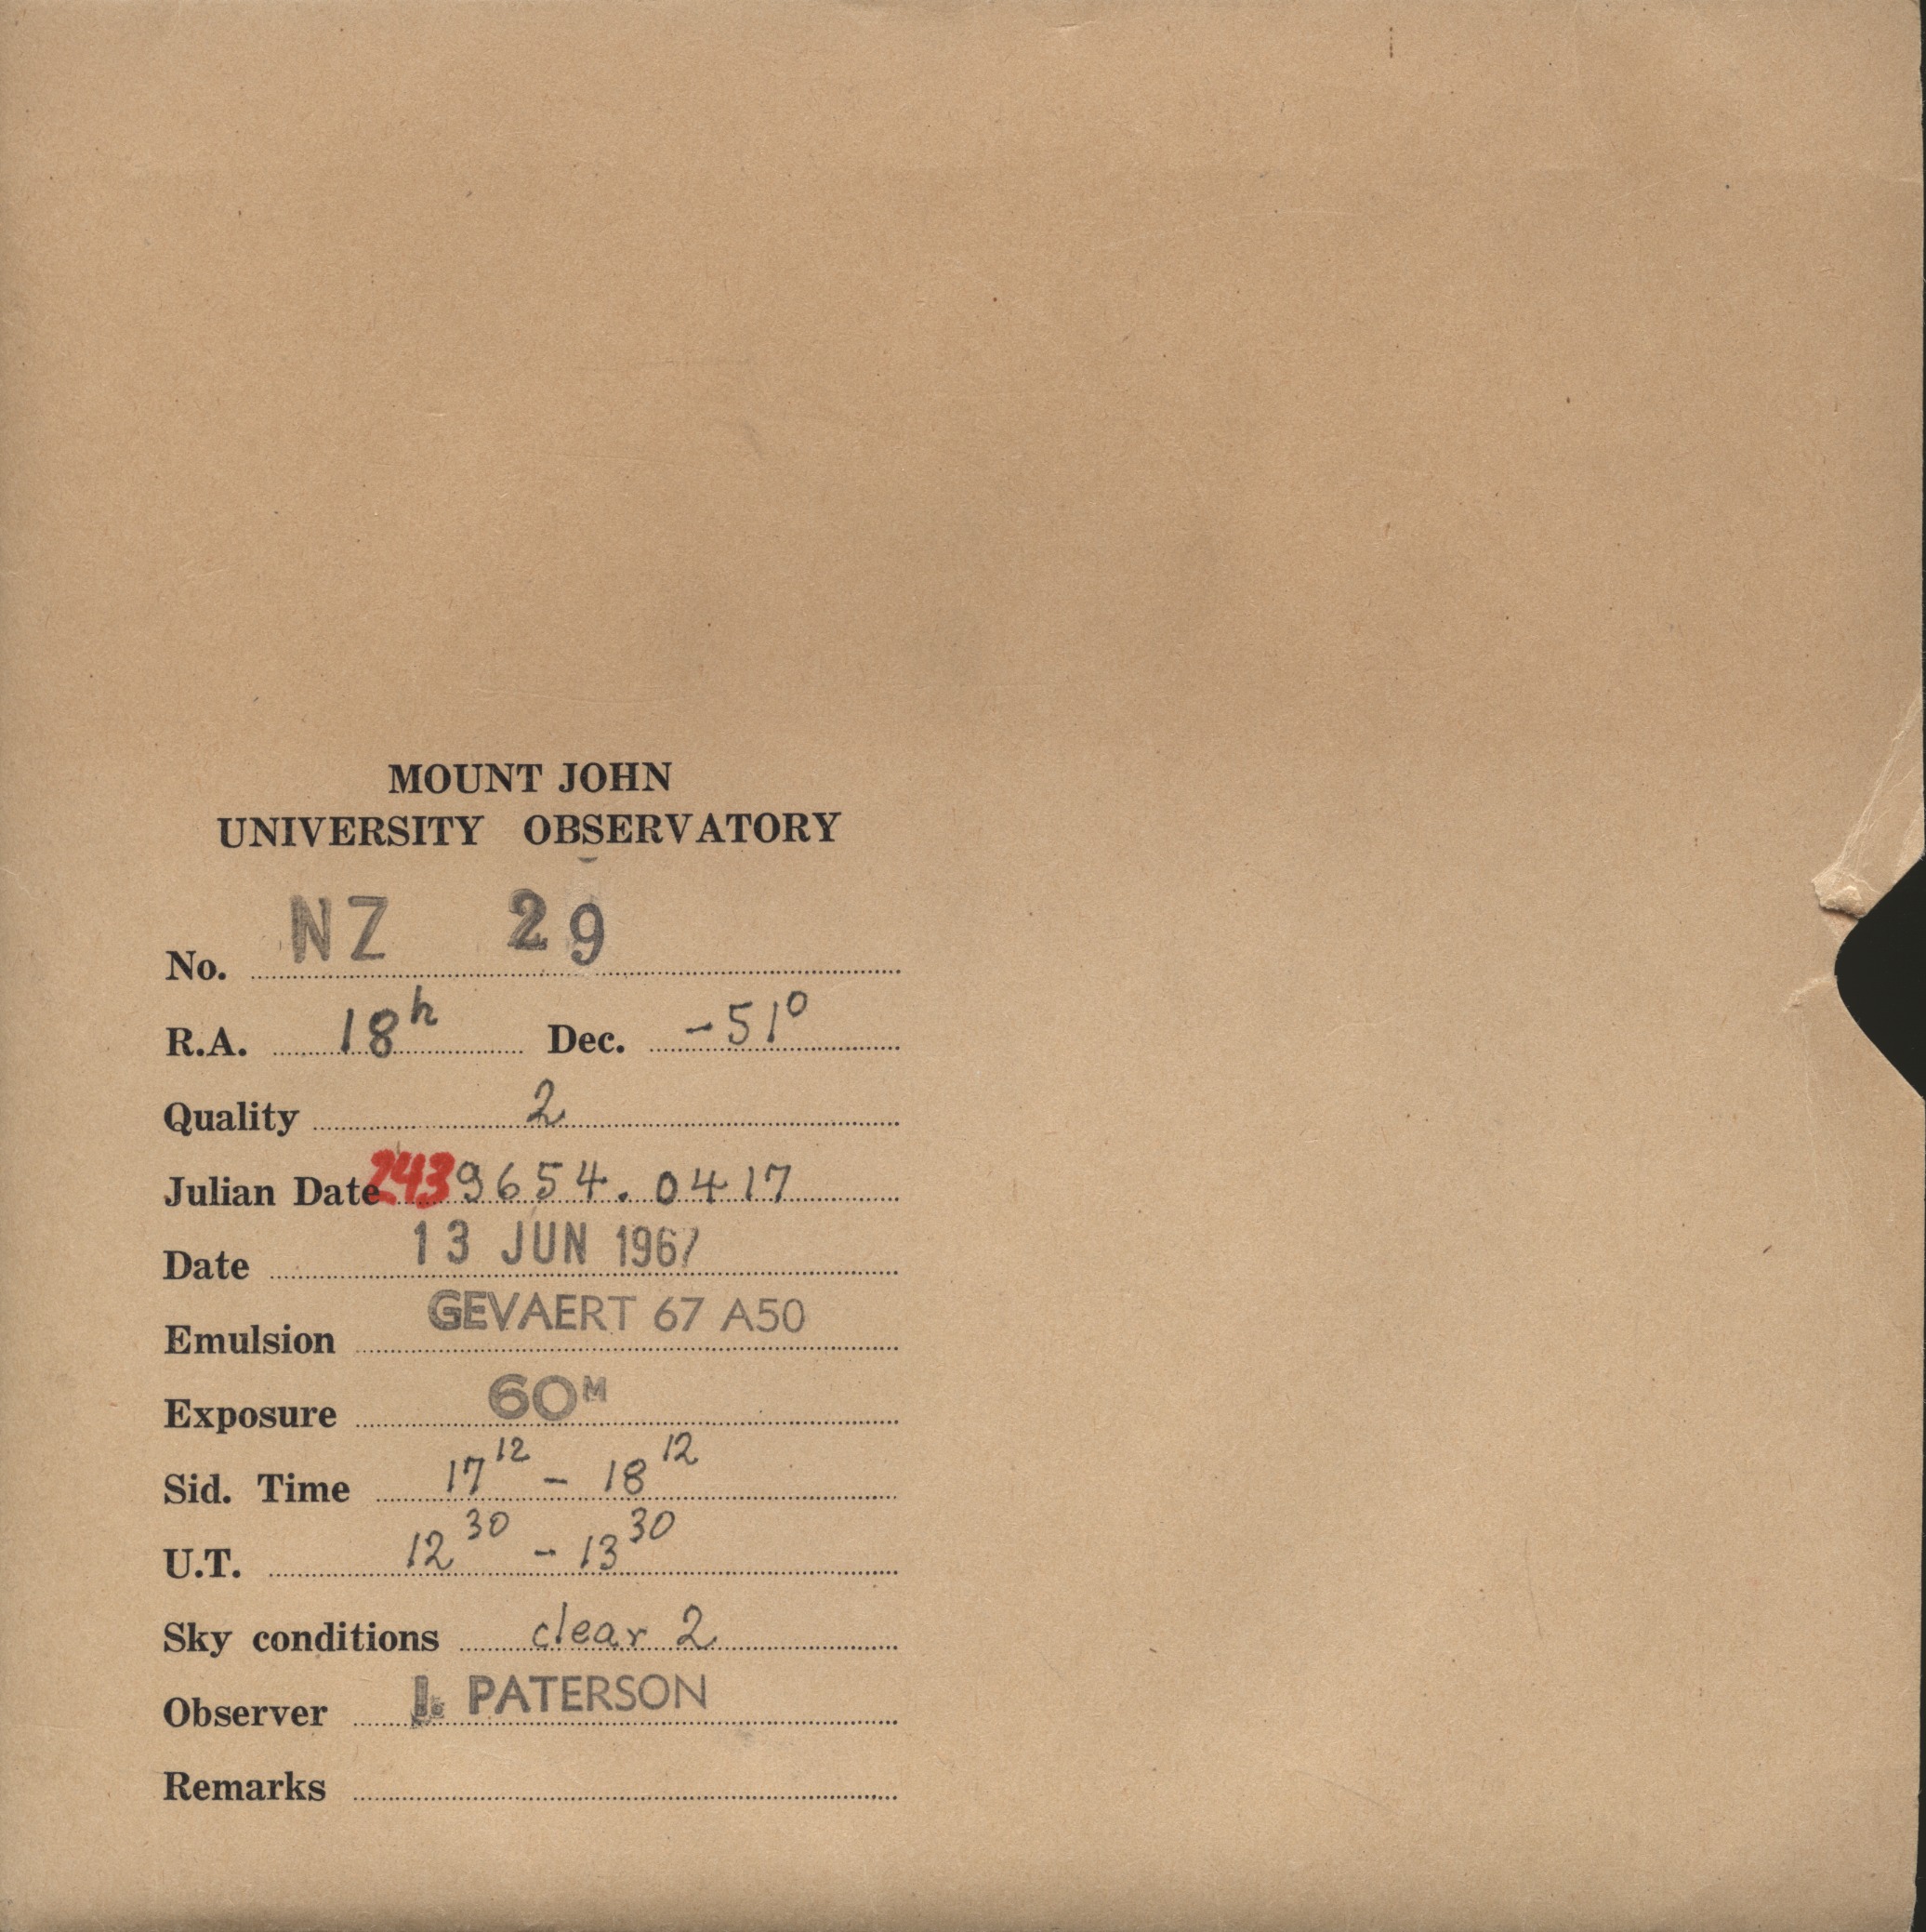 MOUNT JOHN
UNIVERSITY OBSERVATORY
No. NZ 29
R.A. 18h Dec. -51°
Quality 2
Julian Date 2439654.0417
Date 13 JUN 1967
Emulsion GEVAERT 67 A50
Exposure 60M
Sid. Time 17 12 - 18 12
U.T. 12 30 - 13 30
Sky conditions clear 2
Observer J. PATERSON
Remarks